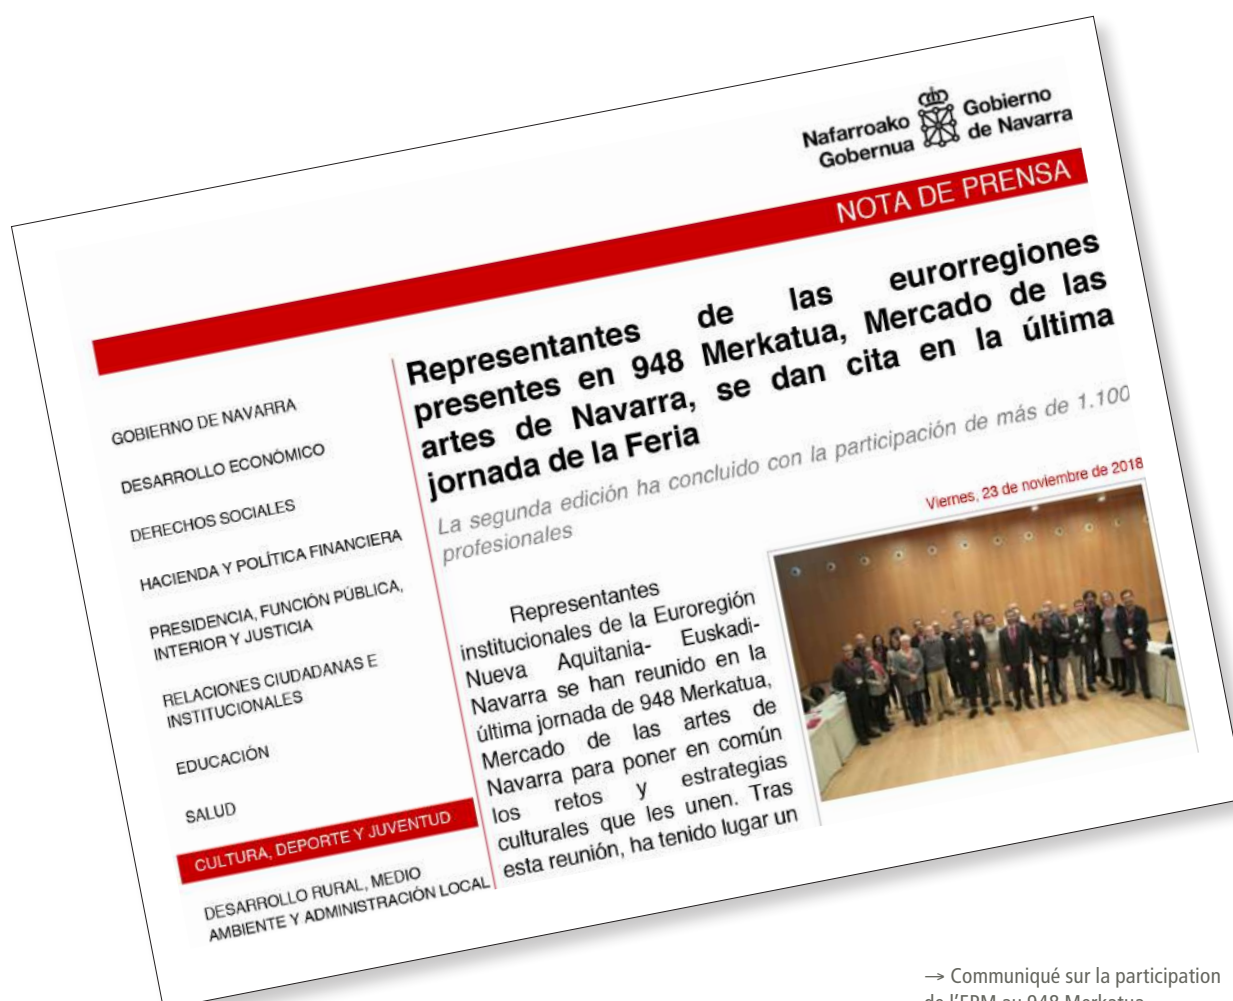 Nafarroako
Gobernua
Gobierno
de Navarra
NOTA DE PRENSA
GOBIERNO DE NAVARRA
DESARROLLO ECONÓMICO
DERECHOS SOCIALES
HACIENDA Y POLÍTICA FINANCIERA
PRESIDENCIA, FUNCIÓN PÚBLICA,
INTERIOR Y JUSTICIA
RELACIONES CIUDADANAS E
INSTITUCIONALES
EDUCACIÓN
SALUD
CULTURA, DEPORTE Y JUVENTUD
DESARROLLO RURAL, MEDIO
AMBIENTE Y ADMINISTRACIÓN LOCAL
Representantes de las eurorregiones
presentes en 948 Merkatua, Mercado de las
artes de Navarra, se dan cita en la última
jornada de la Feria
La segunda edición ha concluido con la participación de más de 1.100
profesionales
Viernes, 23 de noviembre de 2018
Representantes
institucionales de la Euroregión
Nueva Aquitania- Euskadi-
Navarra se han reunido en la
última jornada de 948 Merkatua,
Mercado de las artes de
Navarra para poner en común
los retos y estrategias
culturales que les unen. Tras
esta reunión, ha tenido lugar un
→ Communiqué sur la participation
au 948 Merkatua